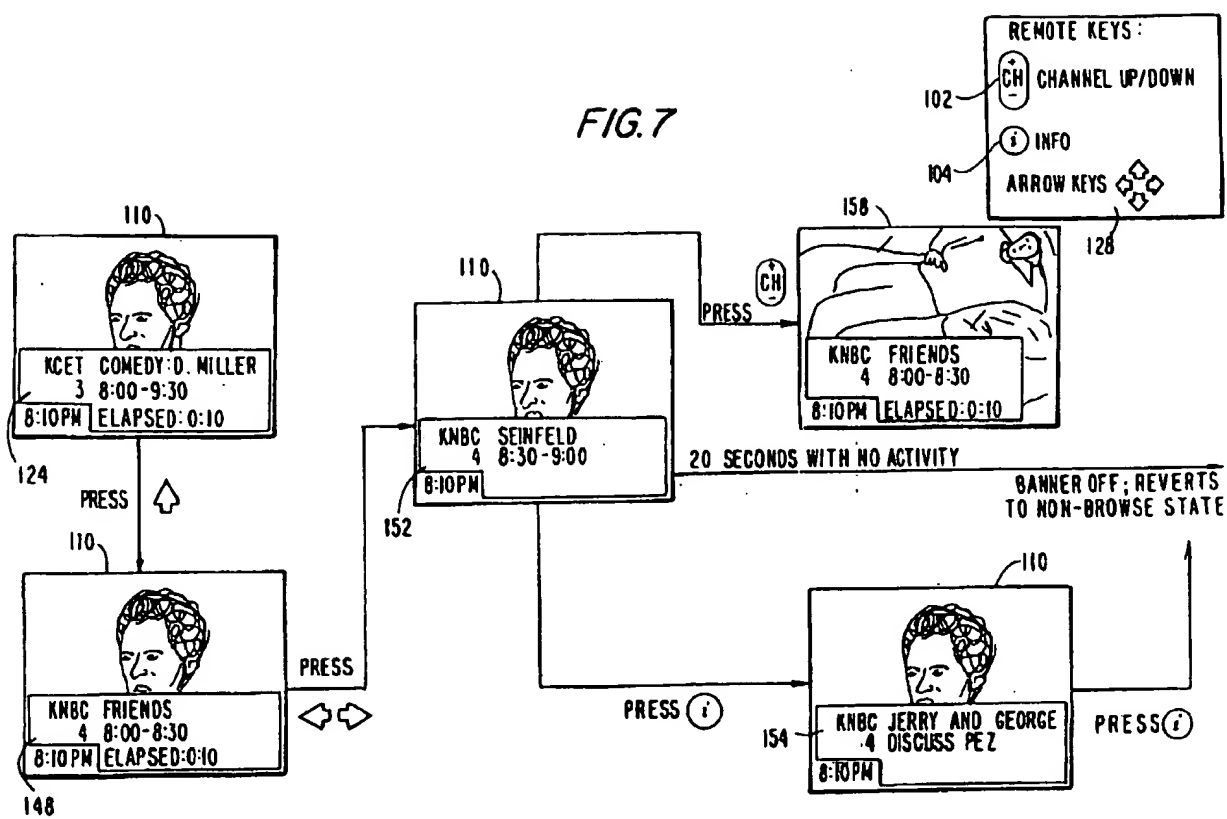 REMOTE KEYS:
+
CH CHANNEL UP/DOWN
-
102
i INFO
104
ARROW KEYS
128
FIG.7
110
KCET COMEDY:D. MILLER
3 8:00-9:30
8:10PM ELAPSED:0:10
124
PRESS
110
KNBC FRIENDS
4 8:00-8:30
8:10PM ELAPSED:0:10
148
PRESS
110
KNBC SEINFELD
4 8:30-9:00
8:10PM
152
PRESS
+
CH
-
158
KNBC FRIENDS
4 8:00-8:30
8:10PM ELAPSED:0:10
20 SECONDS WITH NO ACTIVITY
BANNER OFF; REVERTS
TO NON-BROWSE STATE
PRESS i
110
KNBC JERRY AND GEORGE
4 DISCUSS PEZ
8:10PM
154
PRESS i